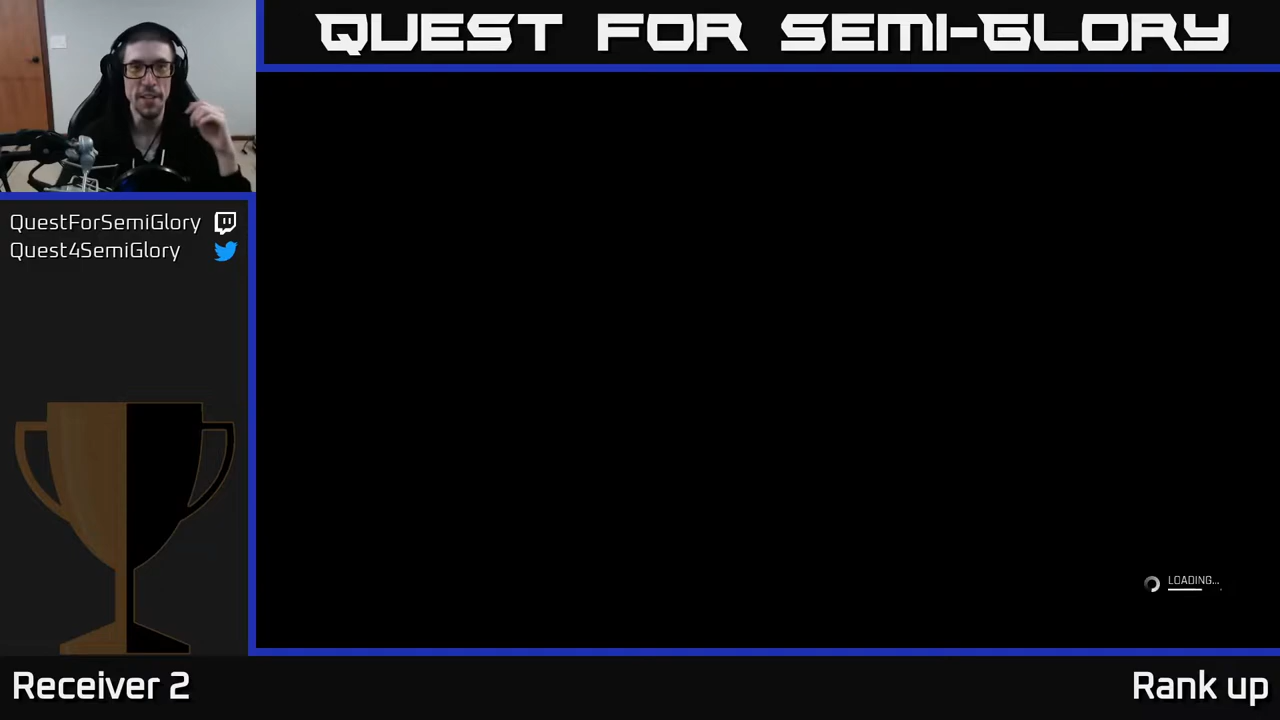 QUEST FOR SEMI-GLORY
QuestForSemiGlory
Quest4SemiGlory
LOADING...
Receiver 2
Rank up